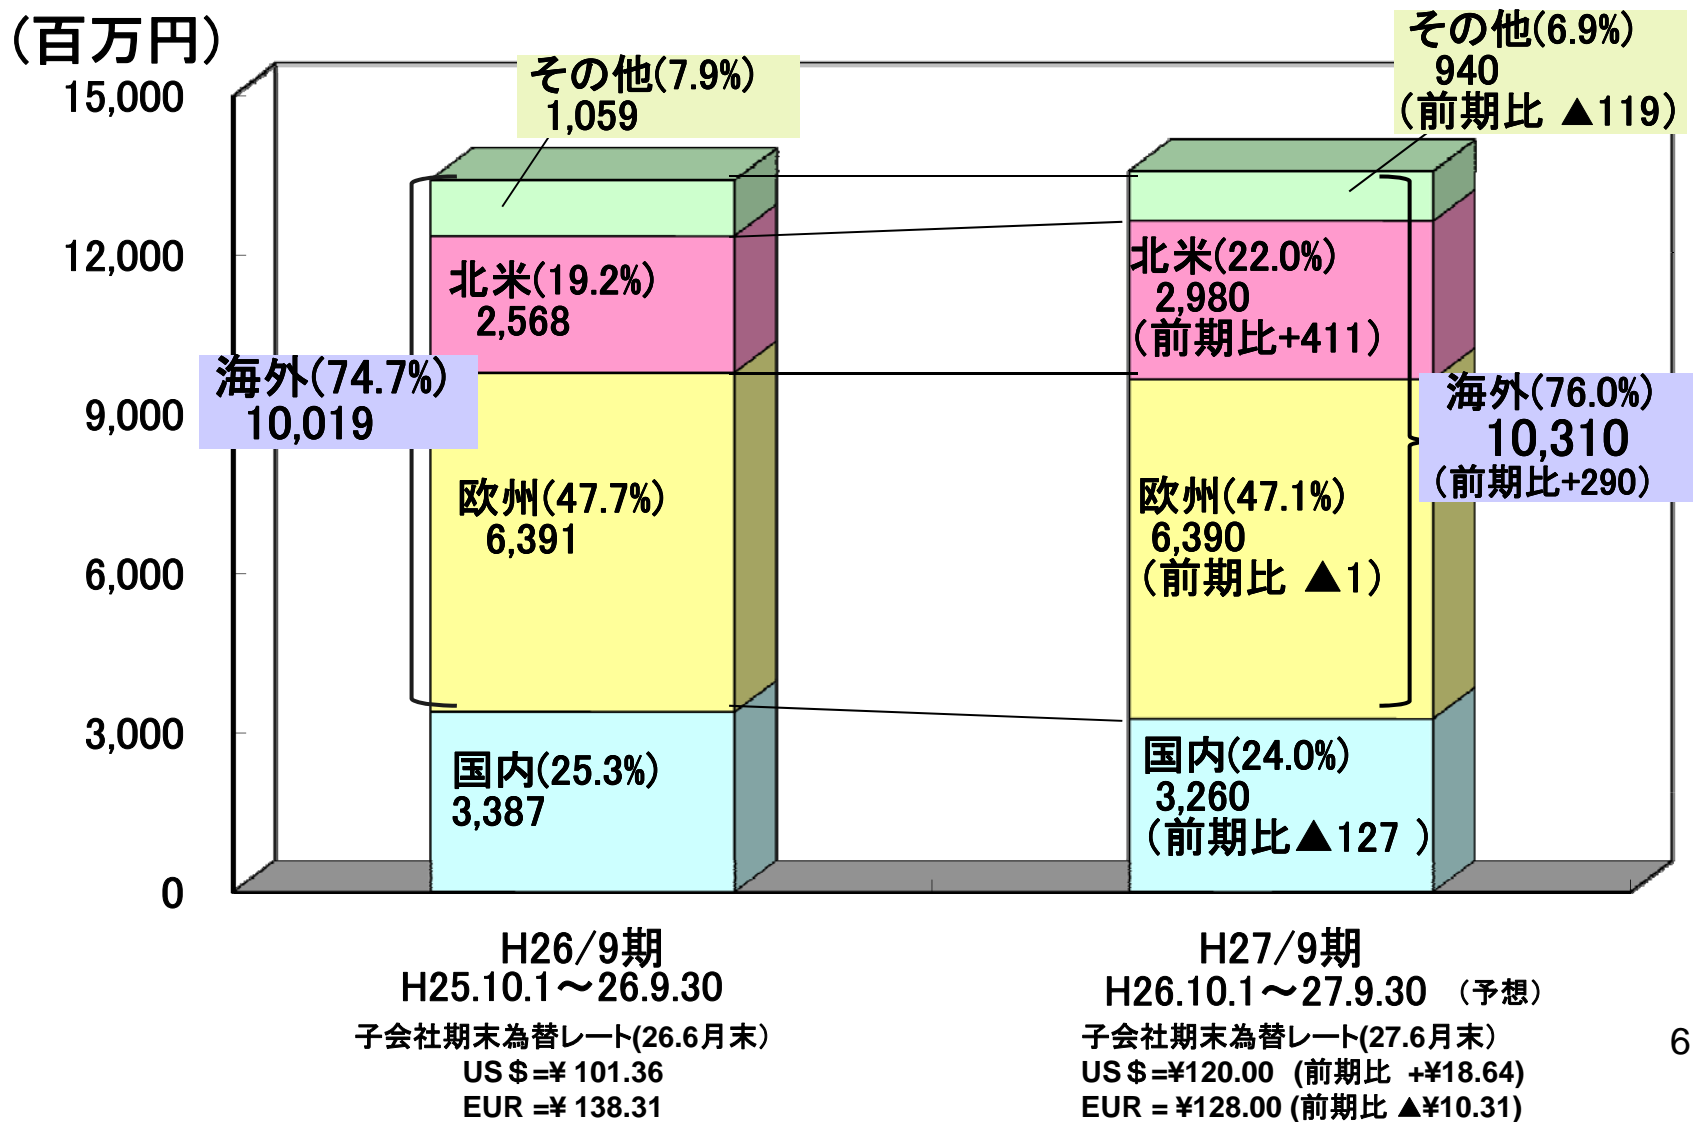 （百万円）
15,000
12,000
9,000
6,000
3,000
0
その他(7.9%)
1,059
北米(19.2%)
2,568
海外(74.7%)
10,019
欧州(47.7%)
6,391
国内(25.3%)
3,387
その他(6.9%)
940
（前期比 ▲119）
北米(22.0%)
2,980
（前期比+411）
海外(76.0%)
10,310
（前期比+290）
欧州(47.1%)
6,390
（前期比 ▲1）
国内(24.0%)
3,260
（前期比▲127 ）
H26/9期
H25.10.1～26.9.30
子会社期末為替レート(26.6月末）
US＄=¥ 101.36
EUR =¥ 138.31
H27/9期
H26.10.1～27.9.30 （予想）
子会社期末為替レート(27.6月末）
US＄=¥120.00 (前期比 +¥18.64)
EUR = ¥128.00 (前期比 ▲¥10.31)
6